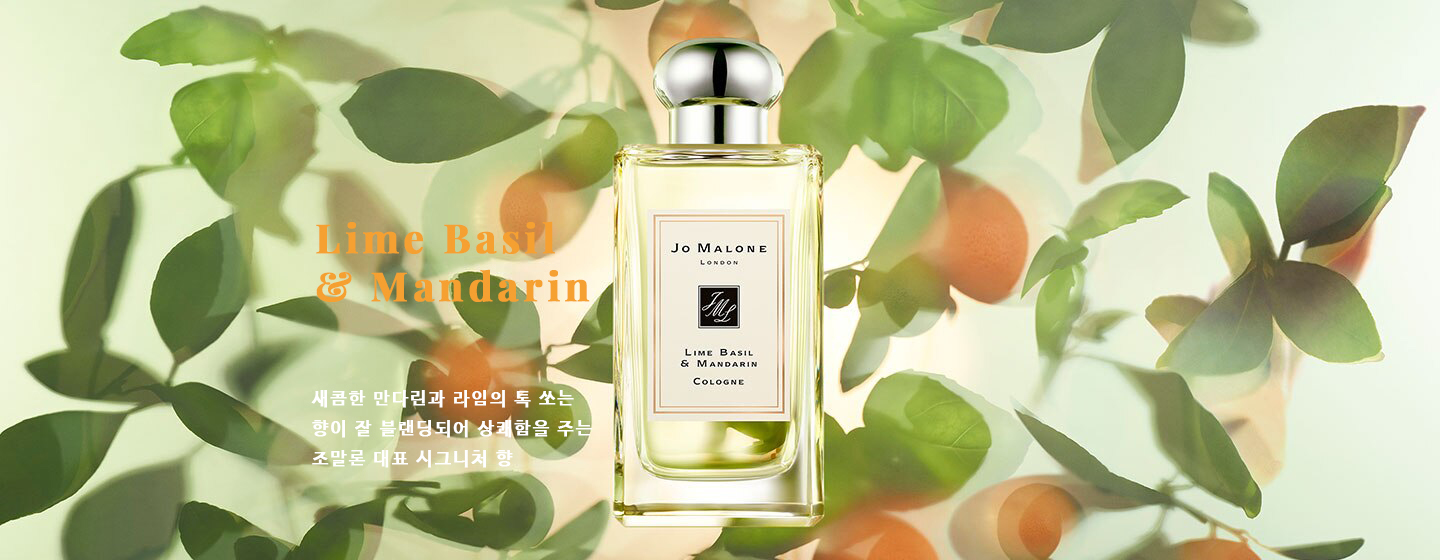 Lime Basil
& Mandarin
새콤한 만다린과 라임의 톡 쏘는
향이 잘 블랜딩되어 상쾌함을 주는
조말론 대표 시그니처 향
JO MALONE
LONDON
JML
LIME BASIL
& MANDARIN
COLOGNE